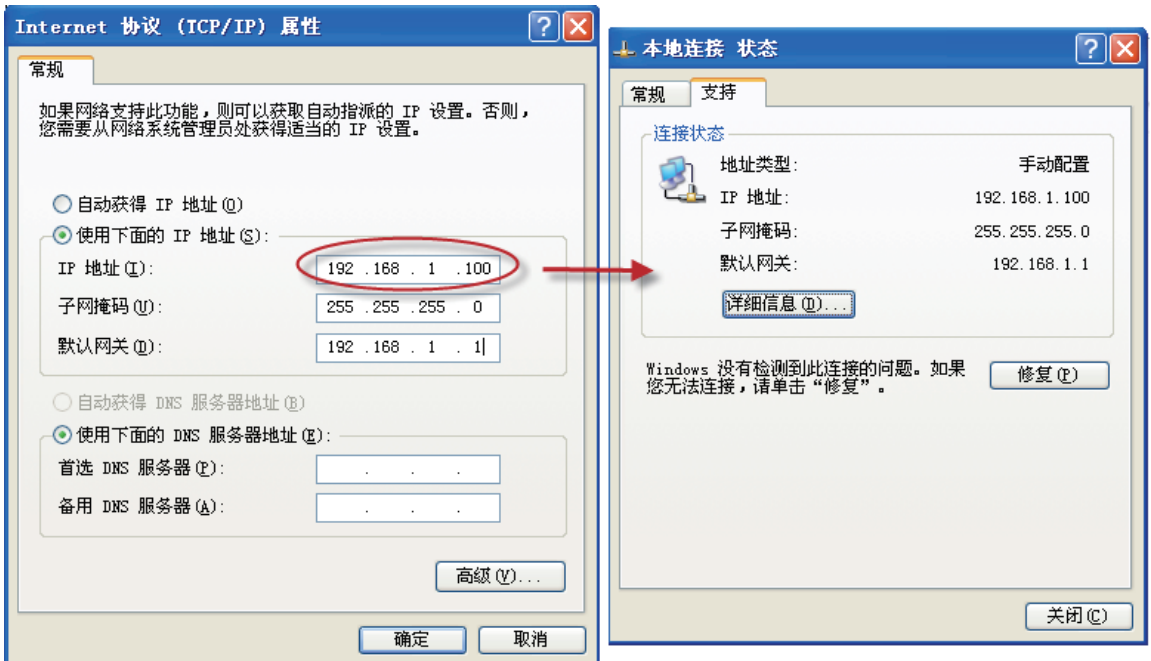 Internet 协议 (TCP/IP) 属性
常规
如果网络支持此功能，则可以获取自动指派的 IP 设置。否则，
您需要从网络系统管理员处获得适当的 IP 设置。
自动获得 IP 地址(O)
使用下面的 IP 地址(S):
IP 地址(I): 192 .168 . 1 .100
子网掩码(U): 255 .255 .255 . 0
默认网关(D): 192 .168 . 1 . 1
自动获得 DNS 服务器地址(B)
使用下面的 DNS 服务器地址(E):
首选 DNS 服务器(P): . . .
备用 DNS 服务器(A): . . .
高级(V)...
确定 取消
本地连接 状态
常规 支持
连接状态
地址类型: 手动配置
IP 地址: 192.168.1.100
子网掩码: 255.255.255.0
默认网关: 192.168.1.1
详细信息(D)...
Windows 没有检测到此连接的问题。如果
您无法连接，请单击“修复”。
修复(P)
关闭(C)